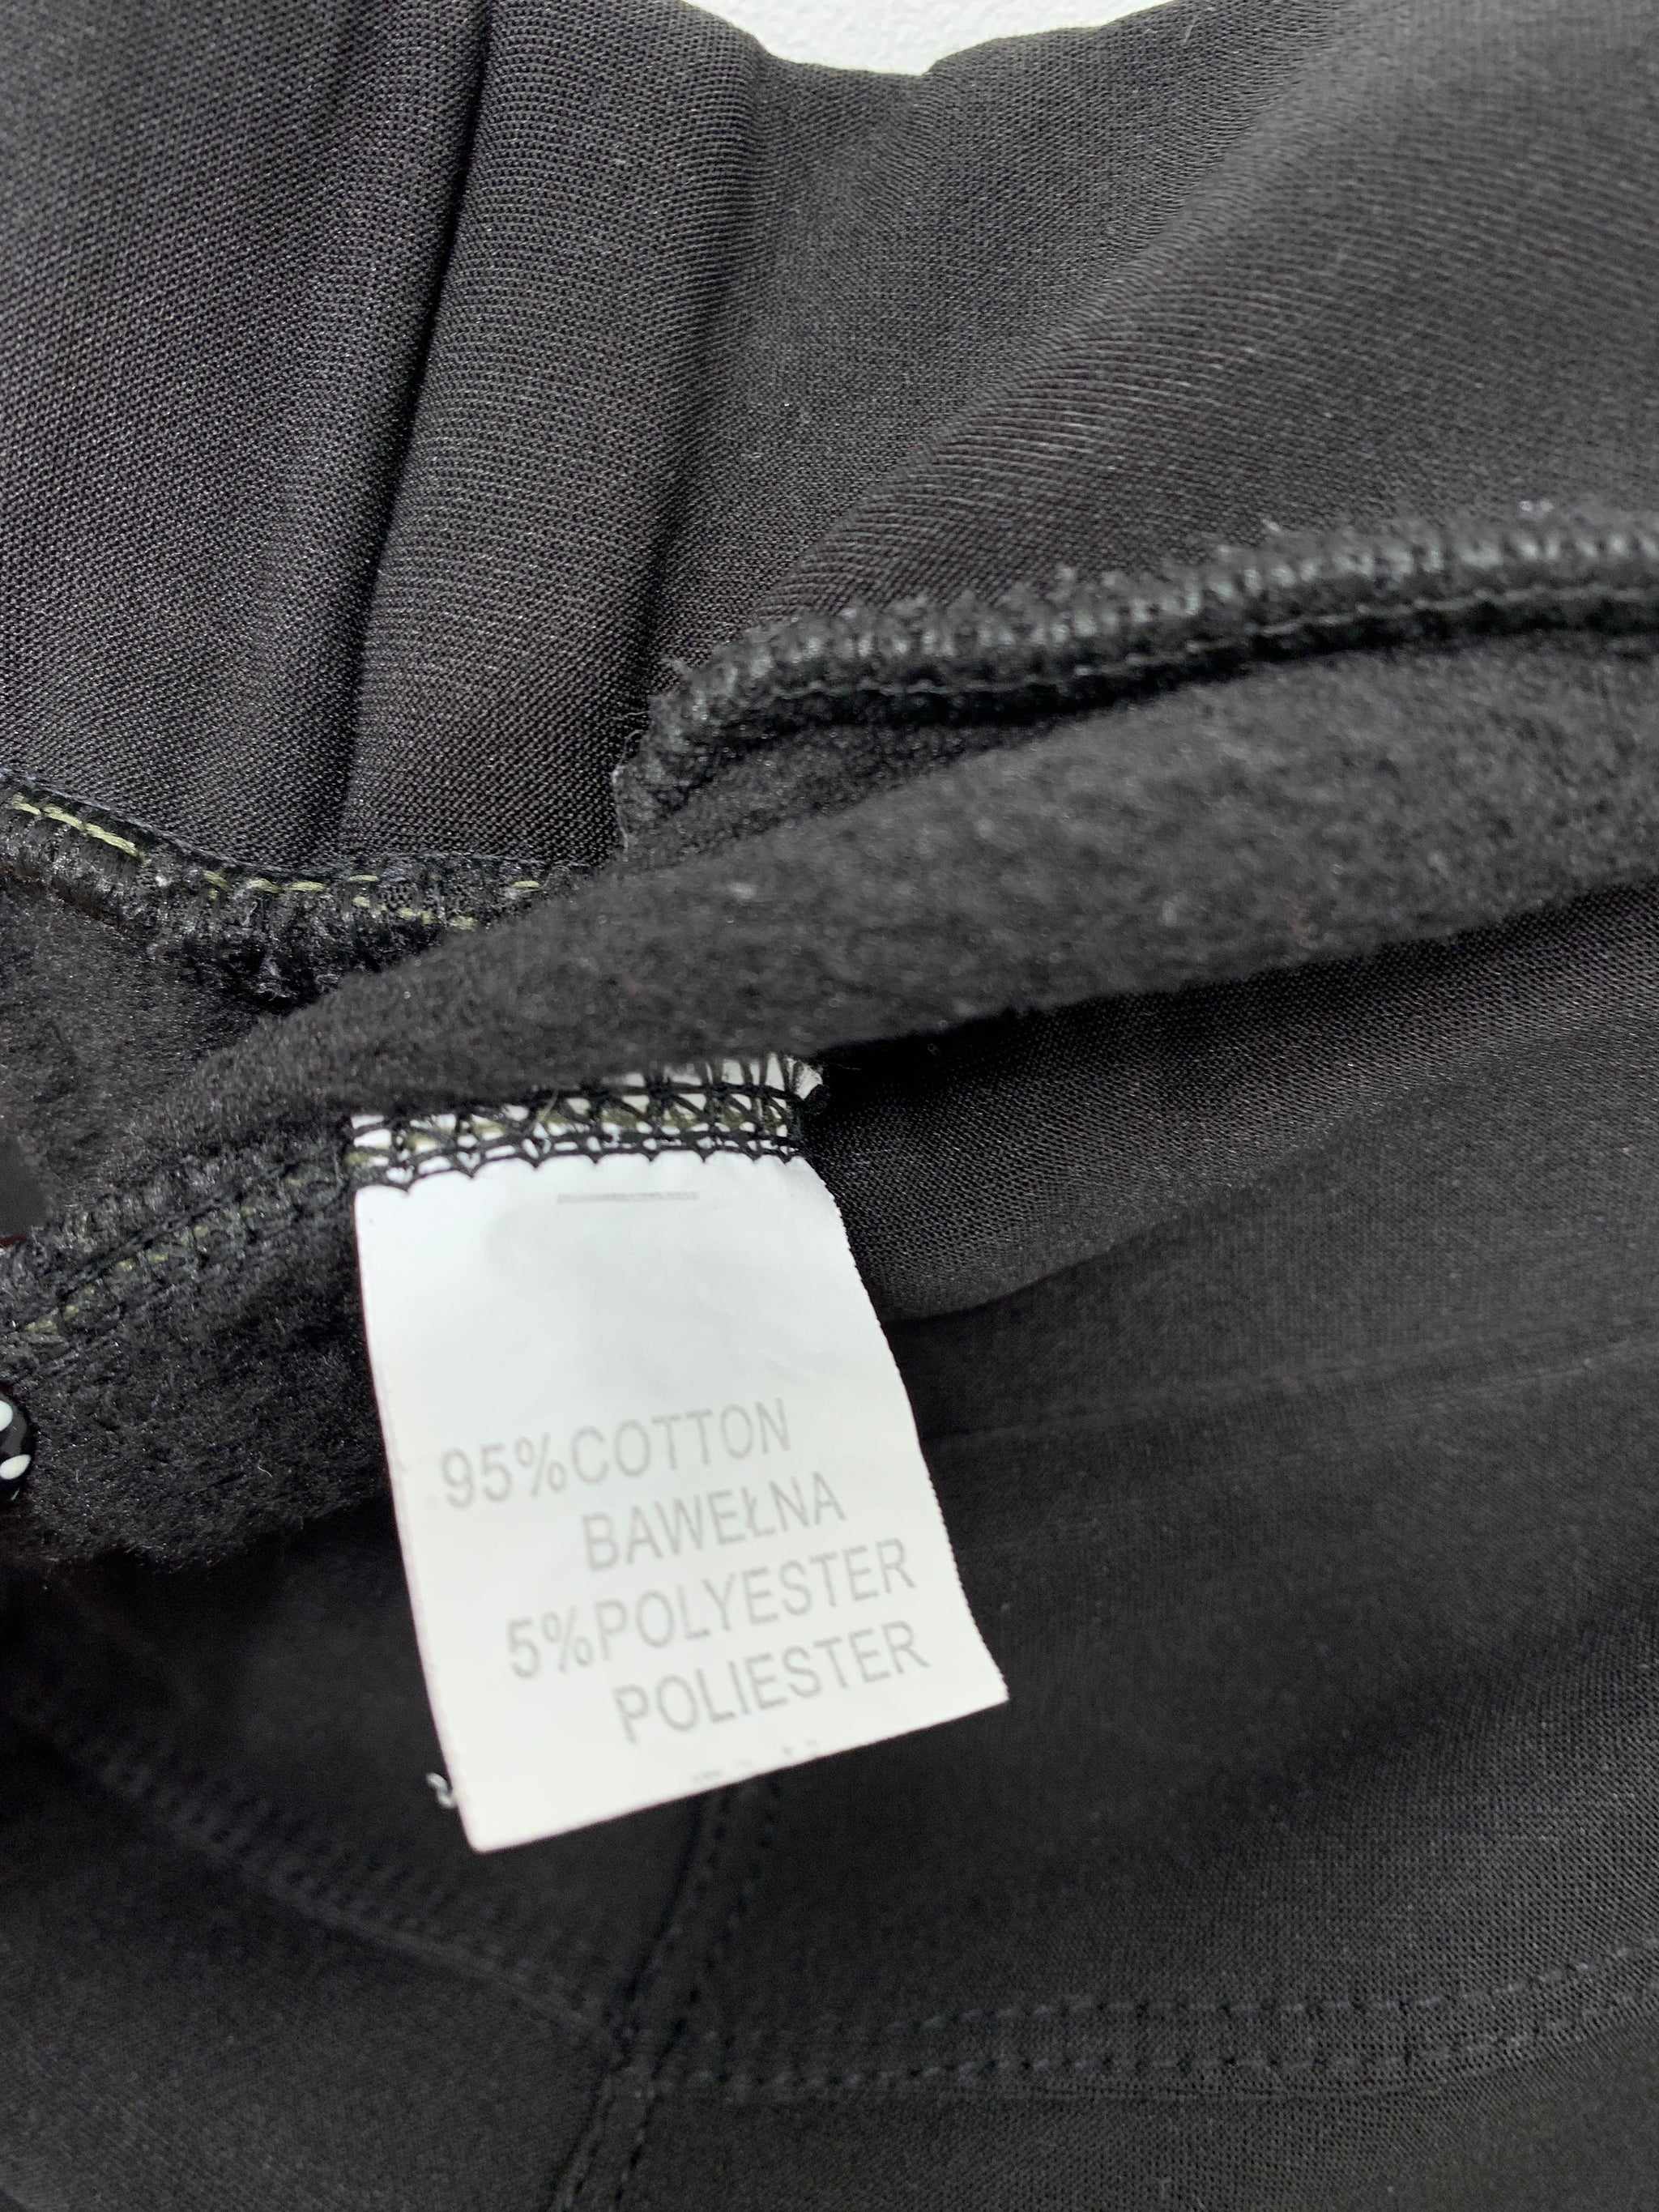 95%COTTON
BAWEŁNA
5%POLYESTER
POLIESTER